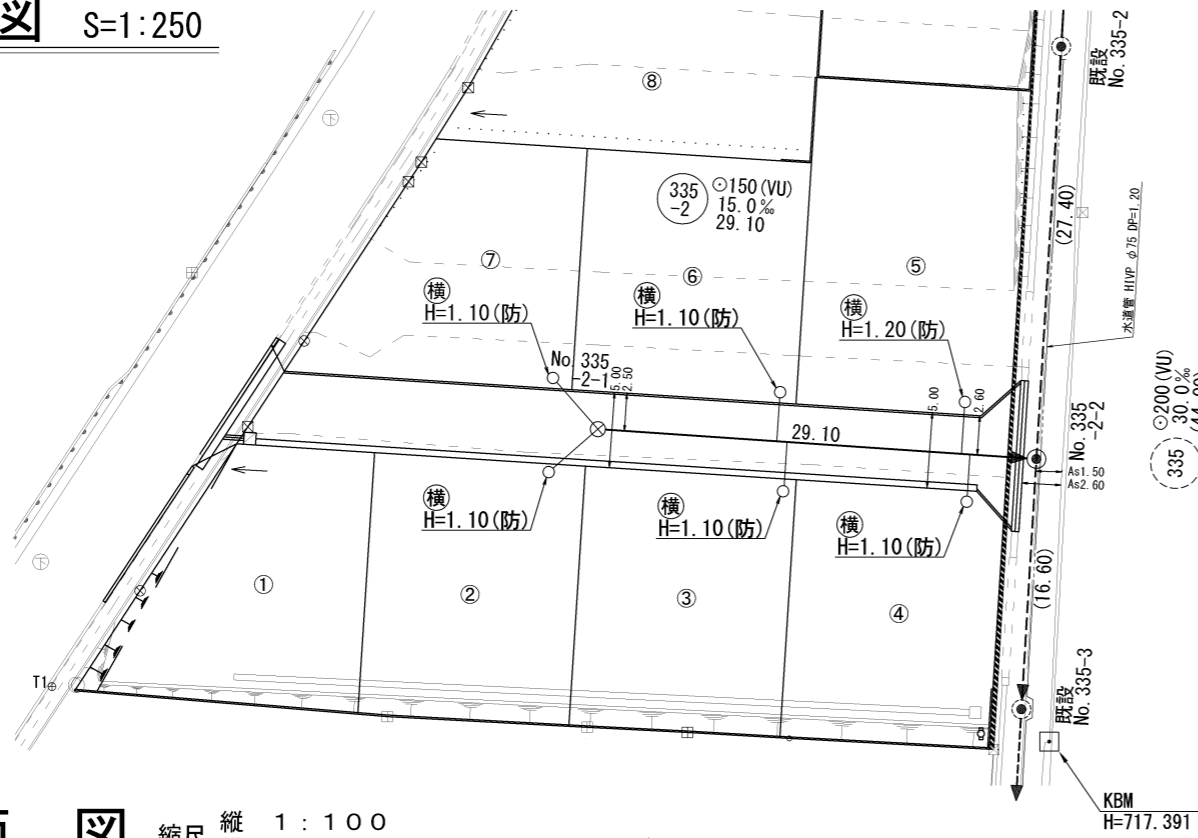 図 S=1:250
既設
No. 335-2
⑧
335
-2
⊙150(VU)
15.0‰
29.10
(27.40)
水道管 HIVP φ75 DP=1.20
⑦
⑥
⑤
横
H=1.10(防)
横
H=1.10(防)
横
H=1.20(防)
No. 335
-2-1
5.00
2.50
5.00
2.60
29.10
No. 335
-2-2
As1.50
As2.60
335
⊙200(VU)
30.0‰
横
H=1.10(防)
横
H=1.10(防)
横
H=1.10(防)
下
下
①
②
③
④
(16.60)
T1
既設
No. 335-3
KBM
H=717.391
図 縮尺 縦 1:100